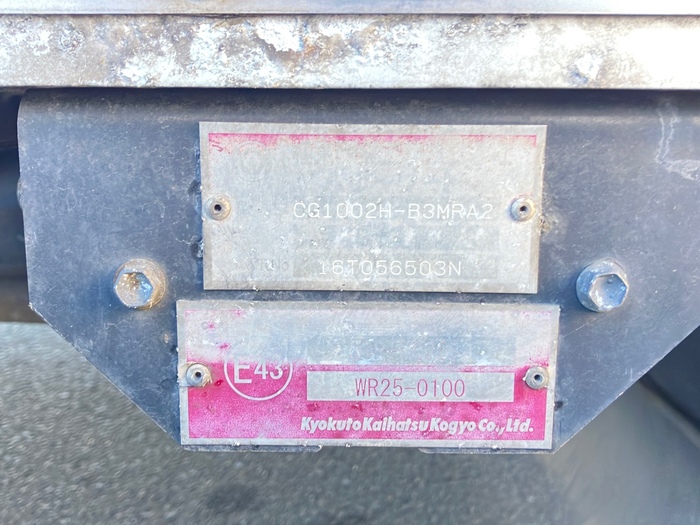 CG1002H-B3MRA2
16T056503N
E43
WR25-0100
Kyokuto Kaihatsu Kogyo Co., Ltd.